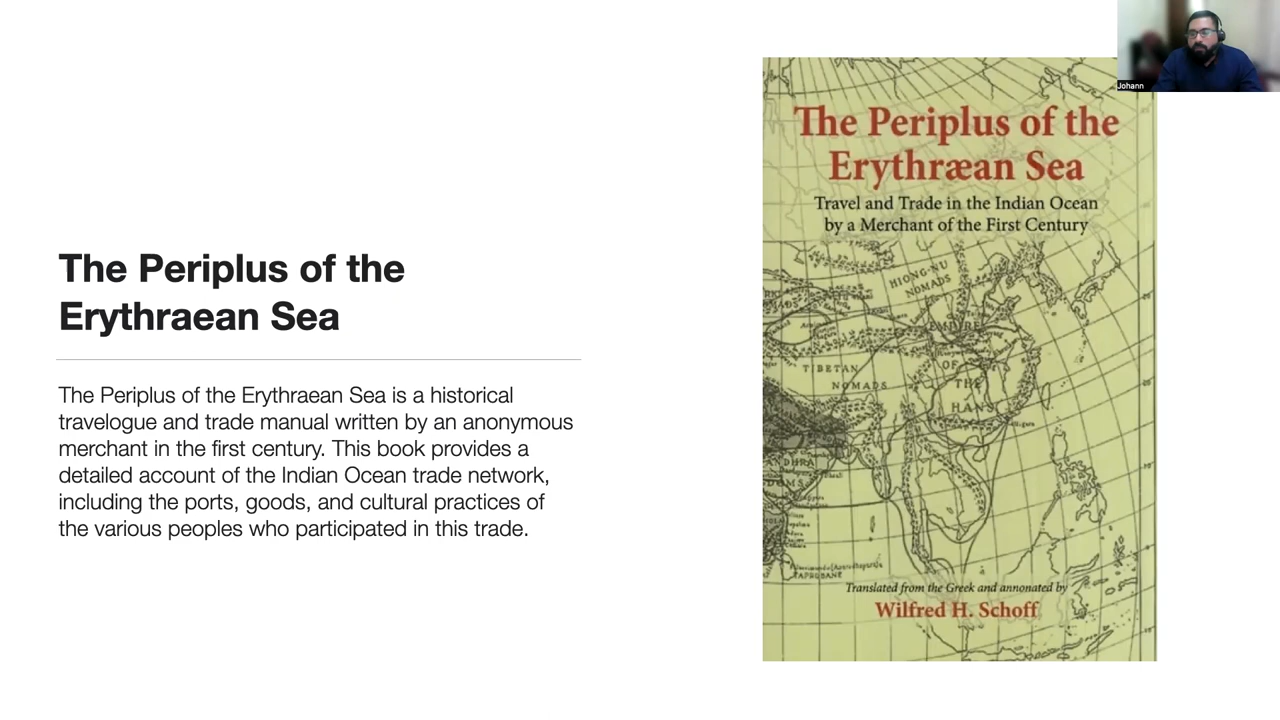 The Periplus of the
Erythraean Sea
The Periplus of the Erythraean Sea is a historical
travelogue and trade manual written by an anonymous
merchant in the first century. This book provides a
detailed account of the Indian Ocean trade network,
including the ports, goods, and cultural practices of
the various peoples who participated in this trade.
The Periplus of the
Erythræan Sea
Travel and Trade in the Indian Ocean
by a Merchant of the First Century
HIONG-NU
NOMADS
EMPIRE
OF
THE
HANS
TIBETAN
NOMADS
TAPROBANE
Translated from the Greek and annonated by
Wilfred H. Schoff
Johann